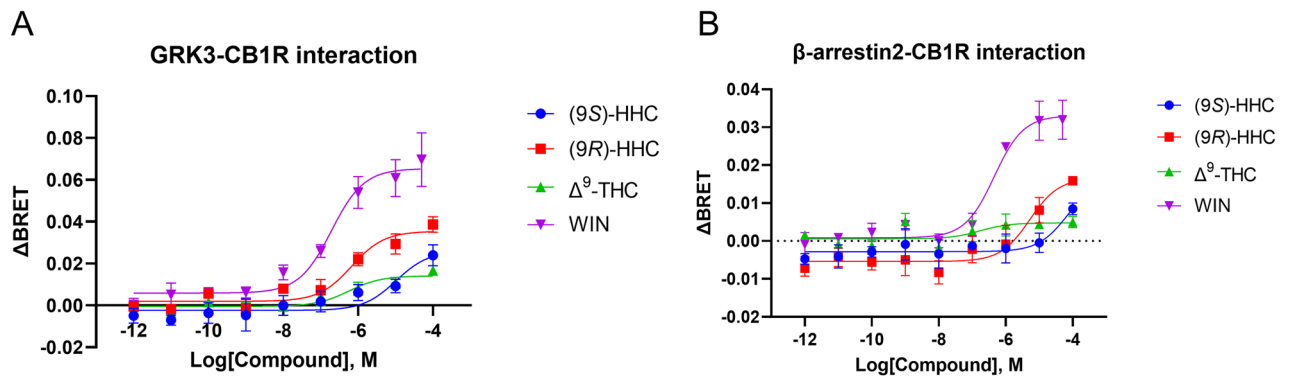 A
GRK3-CB1R interaction
0.10
0.08
0.06
0.04
0.02
0.00
-0.02
ΔBRET
-12
-10
-8
-6
-4
Log[Compound], M
(9S)-HHC
(9R)-HHC
Δ⁹-THC
WIN
B
β-arrestin2-CB1R interaction
0.04
0.03
0.02
0.01
0.00
-0.01
-0.02
ΔBRET
-12
-10
-8
-6
-4
Log[Compound], M
(9S)-HHC
(9R)-HHC
Δ⁹-THC
WIN